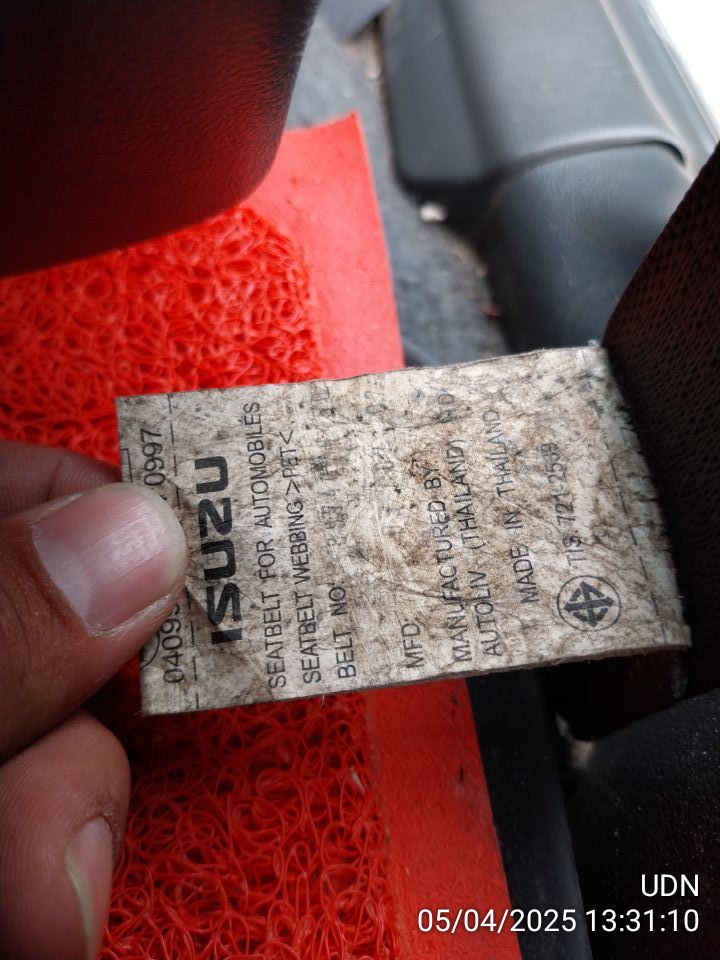 ISUZU
SEATBELT FOR AUTOMOBILES
SEATBELT WEBBING >PET<
BELT NO.
MFD.
MANUFACTURED BY
AUTOLIV (THAILAND)
MADE IN THAILAND
TIS 721-2539
0997
UDN
05/04/2025 13:31:10